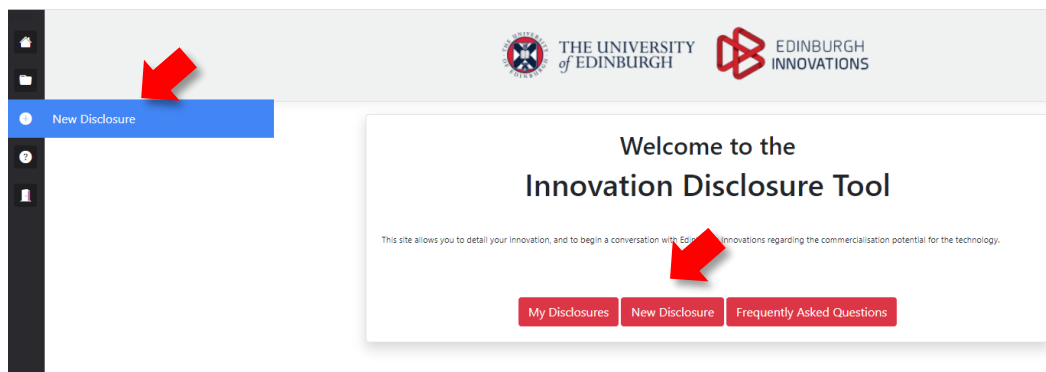 THE UNIVERSITY
of EDINBURGH
EDINBURGH
INNOVATIONS
New Disclosure
Welcome to the
Innovation Disclosure Tool
This site allows you to detail your innovation, and to begin a conversation with Innovations regarding the commercialisation potential for the technology.
My Disclosures
New Disclosure
Frequently Asked Questions